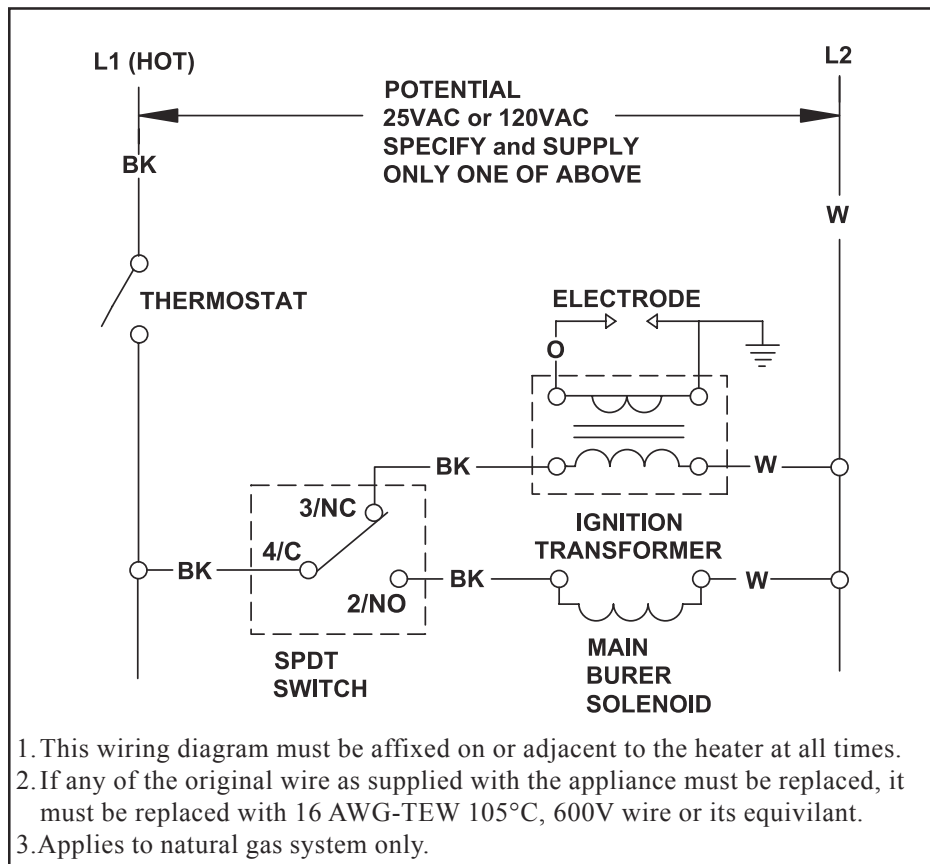 L1 (HOT)
L2
POTENTIAL
25VAC or 120VAC
SPECIFY and SUPPLY
ONLY ONE OF ABOVE
BK
W
THERMOSTAT
ELECTRODE
O
BK
W
3/NC
IGNITION
TRANSFORMER
4/C
BK
BK
W
2/NO
SPDT
SWITCH
MAIN
BURER
SOLENOID
1.This wiring diagram must be affixed on or adjacent to the heater at all times.
2.If any of the original wire as supplied with the appliance must be replaced, it
must be replaced with 16 AWG-TEW 105°C, 600V wire or its equivilant.
3.Applies to natural gas system only.